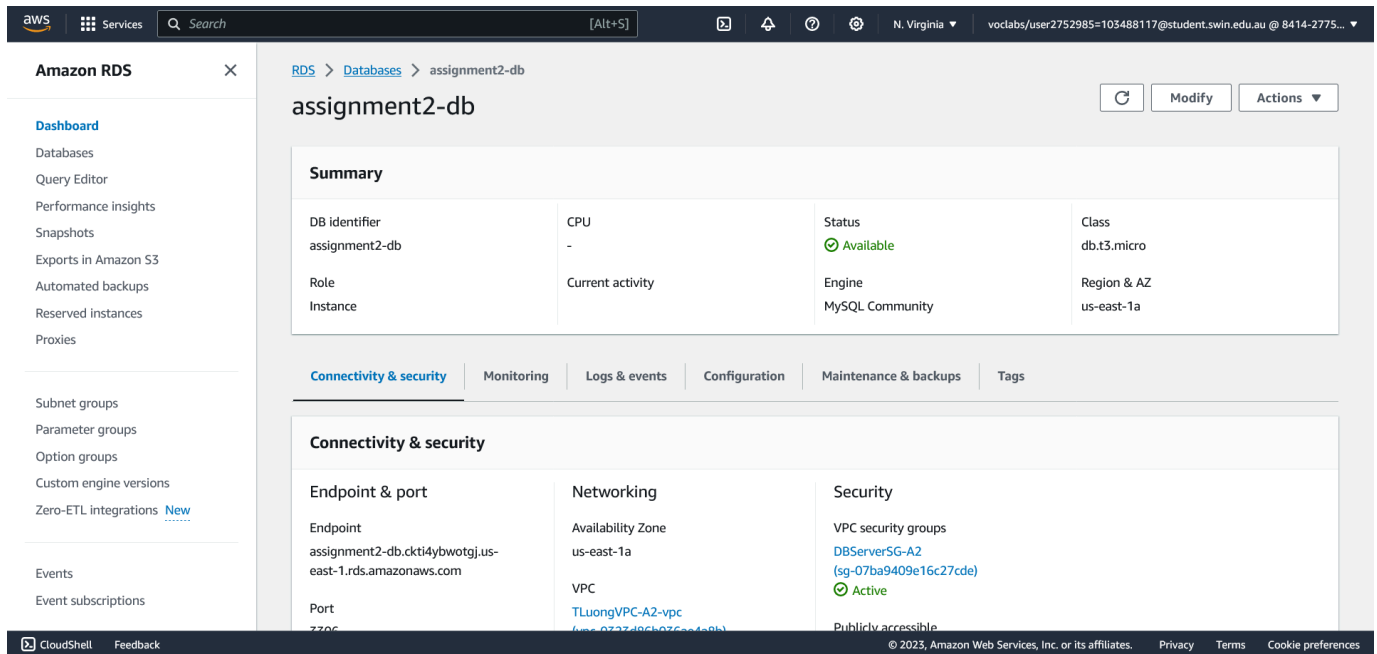 aws
Services
Search [Alt+S]
N. Virginia
voclabs/user2752985=103488117@student.swin.edu.au @ 8414-2775...
Amazon RDS
Dashboard
Databases
Query Editor
Performance insights
Snapshots
Exports in Amazon S3
Automated backups
Reserved instances
Proxies
Subnet groups
Parameter groups
Option groups
Custom engine versions
Zero-ETL integrations New
Events
Event subscriptions
RDS > Databases > assignment2-db
assignment2-db
Modify
Actions
Summary
DB identifier
assignment2-db
CPU
-
Status
Available
Class
db.t3.micro
Role
Instance
Current activity
Engine
MySQL Community
Region & AZ
us-east-1a
Connectivity & security
Monitoring
Logs & events
Configuration
Maintenance & backups
Tags
Connectivity & security
Endpoint & port
Endpoint
assignment2-db.ckti4ybwotgj.us-
east-1.rds.amazonaws.com
Port
Networking
Availability Zone
us-east-1a
VPC
TLuongVPC-A2-vpc
Security
VPC security groups
DBServerSG-A2
(sg-07ba9409e16c27cde)
Active
Publicly accessible
CloudShell
Feedback
© 2023, Amazon Web Services, Inc. or its affiliates.
Privacy
Terms
Cookie preferences